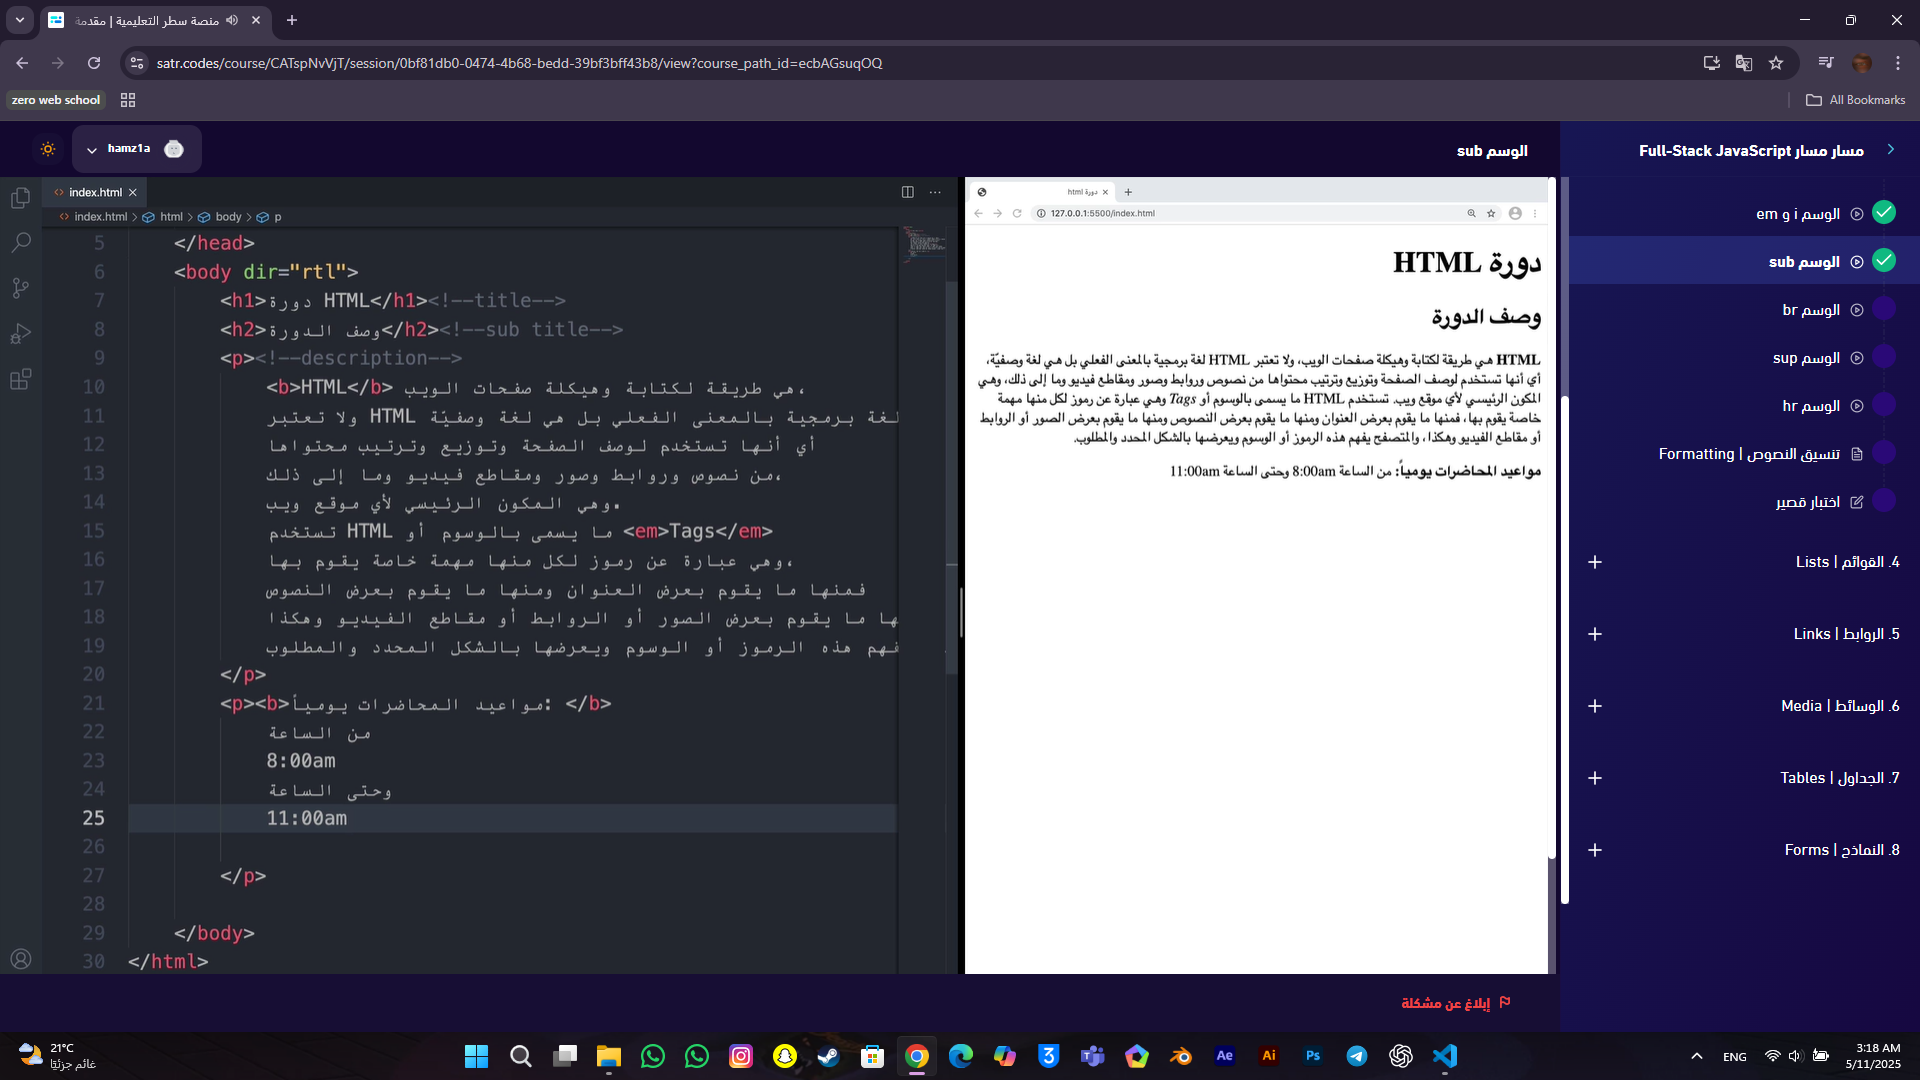 منصة سطر التعليمية | مقدمة
satr.codes/course/CATspNvVjT/session/0bf81db0-0474-4b68-bedd-39bf3bff43b8/view?course_path_id=ecbAGsuqOQ
zero web school
All Bookmarks
hamz1a
الوسم sub
مسار مسار Full-Stack JavaScript
index.html
index.html > html > body > p
5 </head>
6 <body dir="rtl">
7 <h1>دورة HTML</h1><!--title-->
8 <h2>وصف الدورة</h2><!--sub title-->
9 <p><!--description-->
10 <b>HTML</b> هي طريقة لكتابة وهيكلة صفحات الويب،
11 ولا تعتبر HTML لغة برمجية بالمعنى الفعلي بل هي لغة وصفيّة
12 أي أنها تستخدم لوصف الصفحة وتوزيع وترتيب محتواها
13 من نصوص وروابط وصور ومقاطع فيديو وما إلى ذلك،
14 وهي المكون الرئيسي لأي موقع ويب.
15 تستخدم HTML ما يسمى بالوسوم أو <em>Tags</em>
16 وهي عبارة عن رموز لكل منها مهمة خاصة يقوم بها،
17 فمنها ما يقوم بعرض العنوان ومنها ما يقوم بعرض النصوص
18 ما يقوم بعرض الصور أو الروابط أو مقاطع الفيديو وهكذا
19 هذه الرموز أو الوسوم ويعرضها بالشكل المحدد والمطلوب
20 </p>
21 <p><b>مواعيد المحاضرات يومياً: </b>
22 من الساعة
23 8:00am
24 وحتى الساعة
25 11:00am
26
27 </p>
28
29 </body>
30 </html>
دورة html
127.0.0.1:5500/index.html
دورة HTML
وصف الدورة
HTML هي طريقة لكتابة وهيكلة صفحات الويب، ولا تعتبر HTML لغة برمجية بالمعنى الفعلي بل هي لغة وصفيّة،
أي أنها تستخدم لوصف الصفحة وتوزيع وترتيب محتواها من نصوص وروابط وصور ومقاطع فيديو وما إلى ذلك، وهي
المكون الرئيسي لأي موقع ويب. تستخدم HTML ما يسمى بالوسوم أو Tags وهي عبارة عن رموز لكل منها مهمة
خاصة يقوم بها، فمنها ما يقوم بعرض العنوان ومنها ما يقوم بعرض النصوص ومنها ما يقوم بعرض الصور أو الروابط
أو مقاطع الفيديو وهكذا، والمتصفح يفهم هذه الرموز أو الوسوم ويعرضها بالشكل المحدد والمطلوب.
مواعيد المحاضرات يومياً: من الساعة 8:00am وحتى الساعة 11:00am
الوسم i و em
الوسم sub
الوسم br
الوسم sup
الوسم hr
تنسيق النصوص | Formatting
اختبار قصير
4. القوائم | Lists
5. الروابط | Links
6. الوسائط | Media
7. الجداول | Tables
8. النماذج | Forms
إبلاغ عن مشكلة
21°C
غائم جزئيًا
3
Ae
Ai
Ps
ENG
3:18 AM
5/11/2025